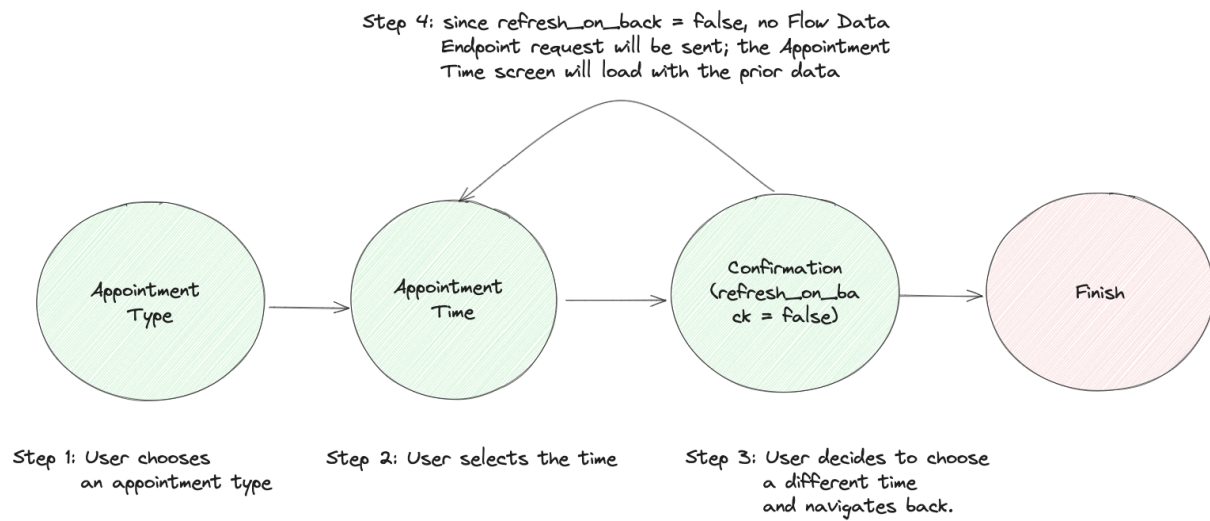 Step 4: since refresh_on_back = false, no Flow Data
Endpoint request will be sent; the Appointment
Time screen will load with the prior data
Appointment
Type
Appointment
Time
Confirmation
(refresh_on_ba
ck = false)
Finish
Step 1: User chooses
an appointment type
Step 2: User selects the time
Step 3: User decides to choose
a different time
and navigates back.